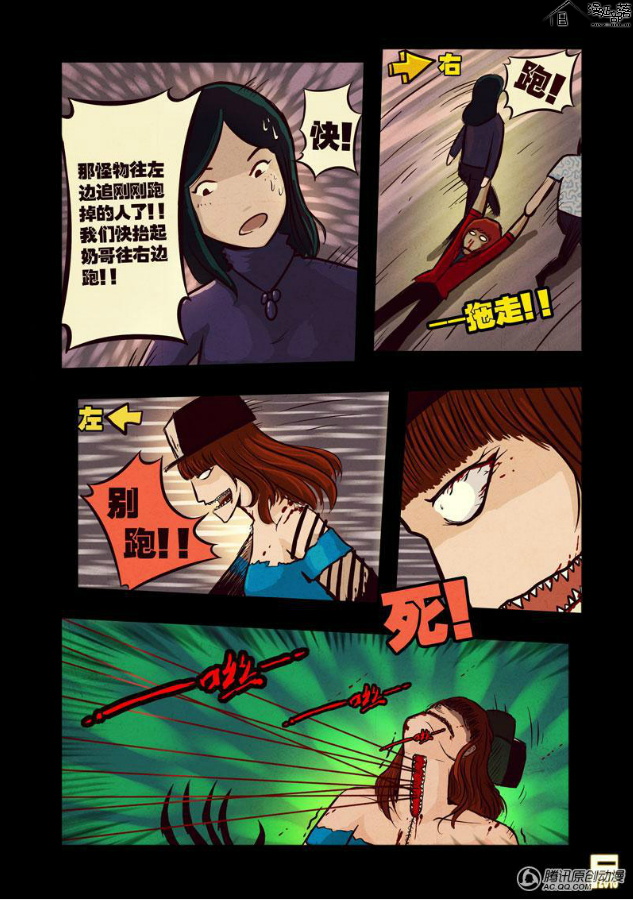 快!
那怪物往左
边追刚刚跑
掉的人了!!
我们快抬起
奶哥往右边
跑!!
右
跑!
——拖走!!
左
别
跑!!
死!
——咝——
——咝——
腾讯原创动漫
AC.QQ.COM